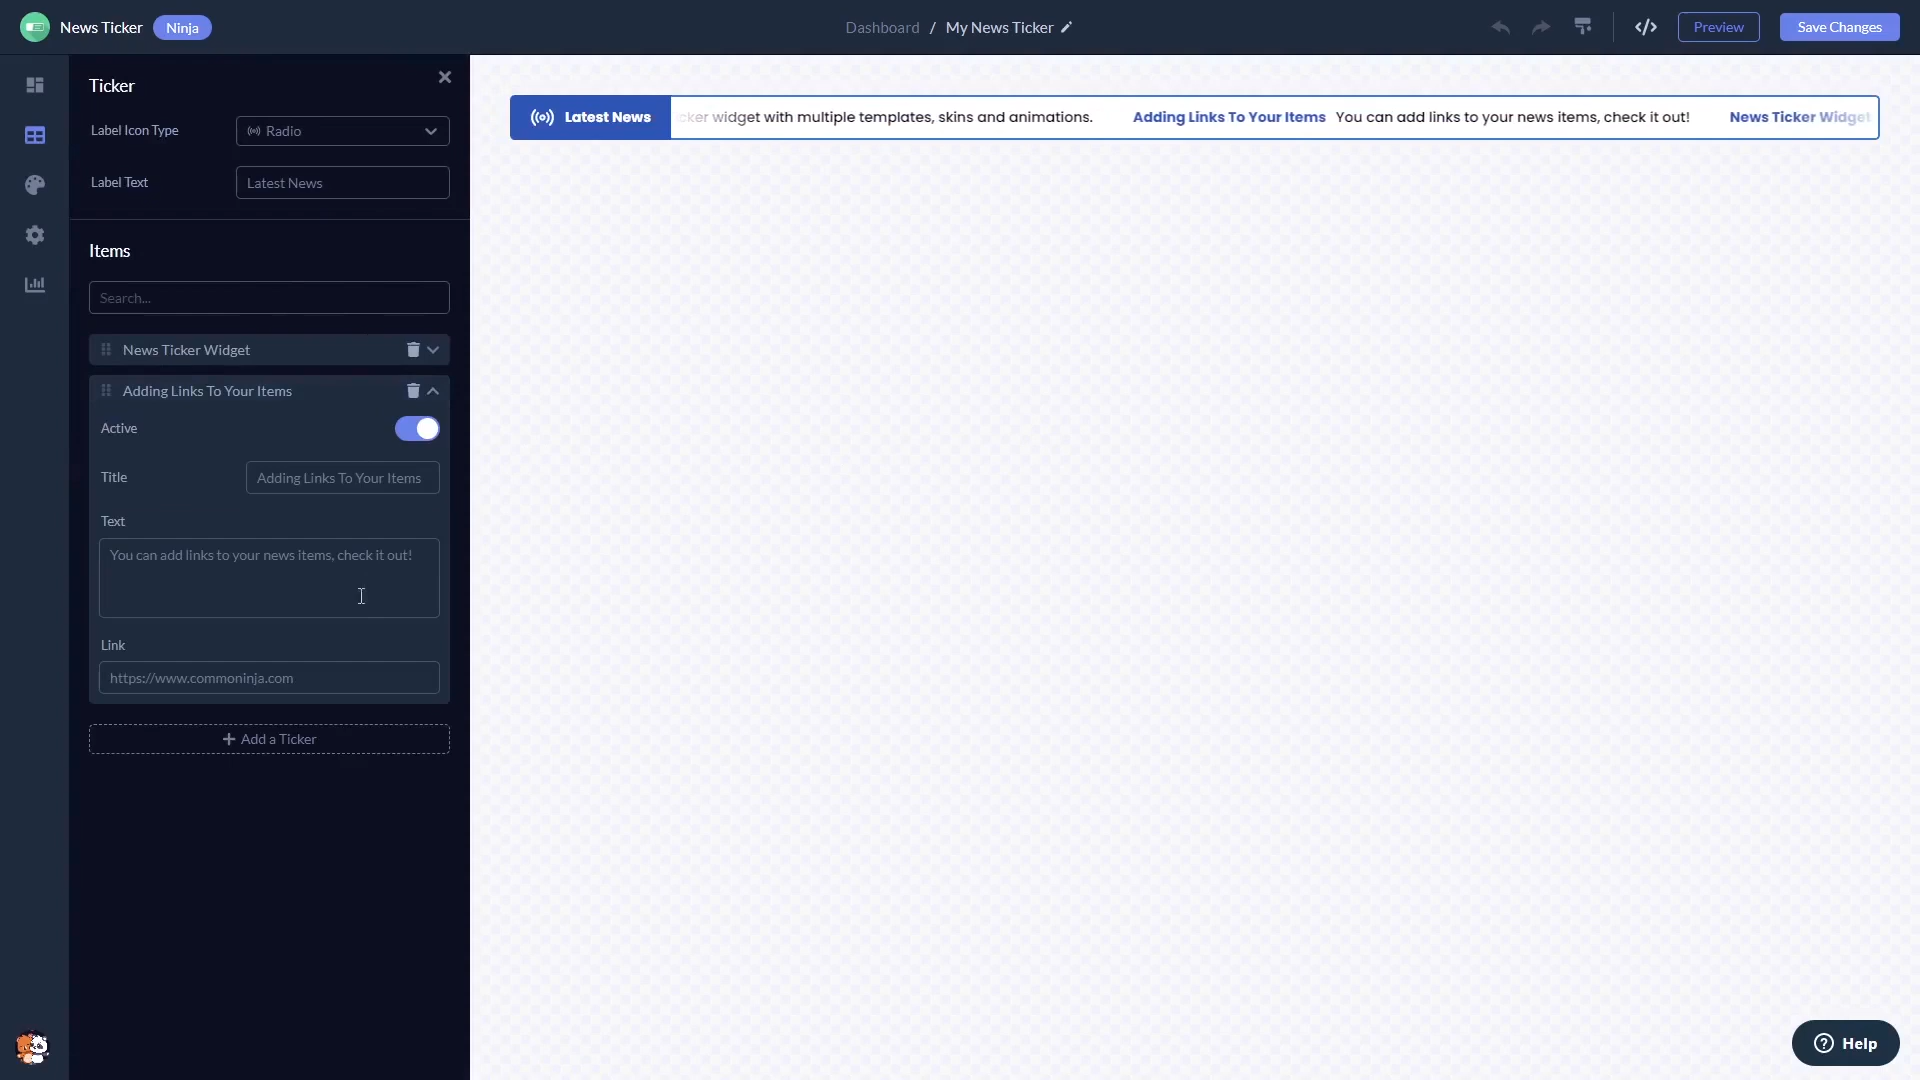 News Ticker Ninja
Dashboard / My News Ticker
Preview
Save Changes
Ticker
Label Icon Type
Radio
Label Text
Latest News
Items
Search...
News Ticker Widget
Adding Links To Your Items
Active
Title
Adding Links To Your Items
Text
You can add links to your news items, check it out!
Link
https://www.commoninja.com
+ Add a Ticker
Latest News cker widget with multiple templates, skins and animations. Adding Links To Your Items You can add links to your news items, check it out! News Ticker Widget
Help